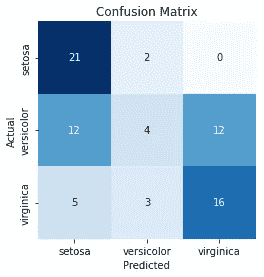 Confusion Matrix
setosa
21 2 0
Actual
versicolor
12 4 12
virginica
5 3 16
setosa versicolor virginica
Predicted